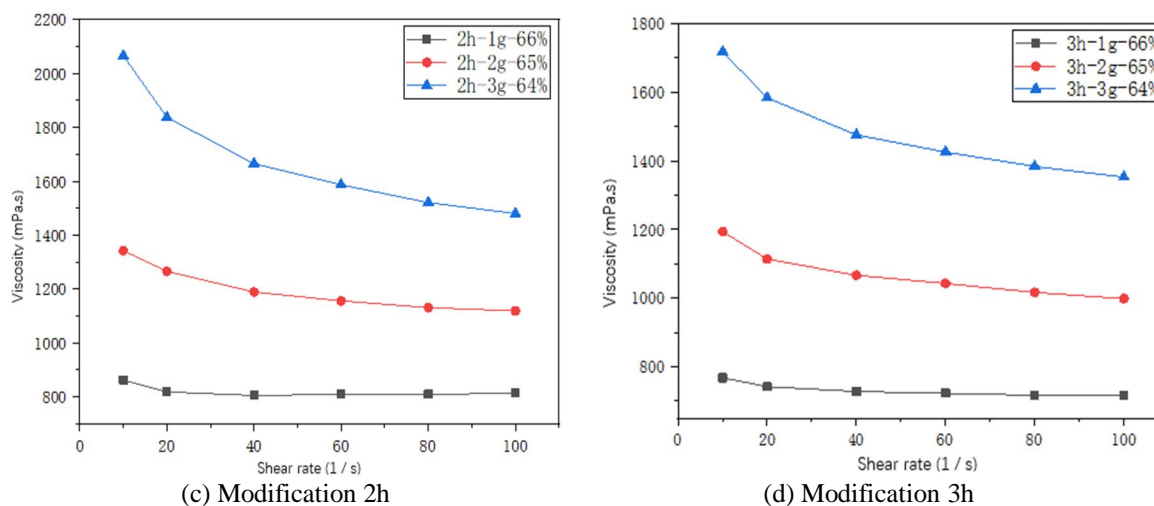 2200
2000
1800
1600
1400
1200
1000
800
Viscosity (mPa.s)
2h-1g-66%
2h-2g-65%
2h-3g-64%
0 20 40 60 80 100
Shear rate (1 / s)
(c) Modification 2h
1800
1600
1400
1200
1000
800
Viscosity (mPa.s)
3h-1g-66%
3h-2g-65%
3h-3g-64%
0 20 40 60 80 100
Shear rate (1 / s)
(d) Modification 3h